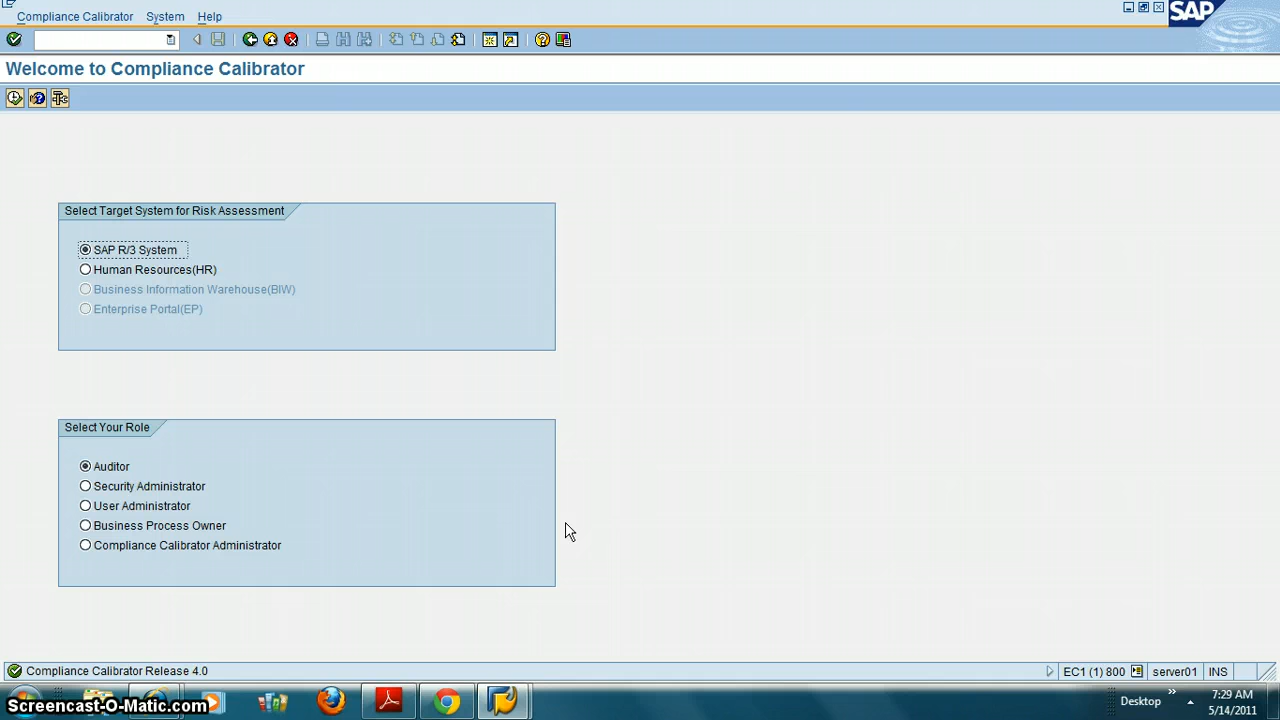 Compliance Calibrator System Help
SAP
Welcome to Compliance Calibrator
Select Target System for Risk Assessment
SAP R/3 System
Human Resources(HR)
Business Information Warehouse(BIW)
Enterprise Portal(EP)
Select Your Role
Auditor
Security Administrator
User Administrator
Business Process Owner
Compliance Calibrator Administrator
Compliance Calibrator Release 4.0
EC1 (1) 800 server01 INS
Screencast-O-Matic.com
Desktop
7:29 AM
5/14/2011